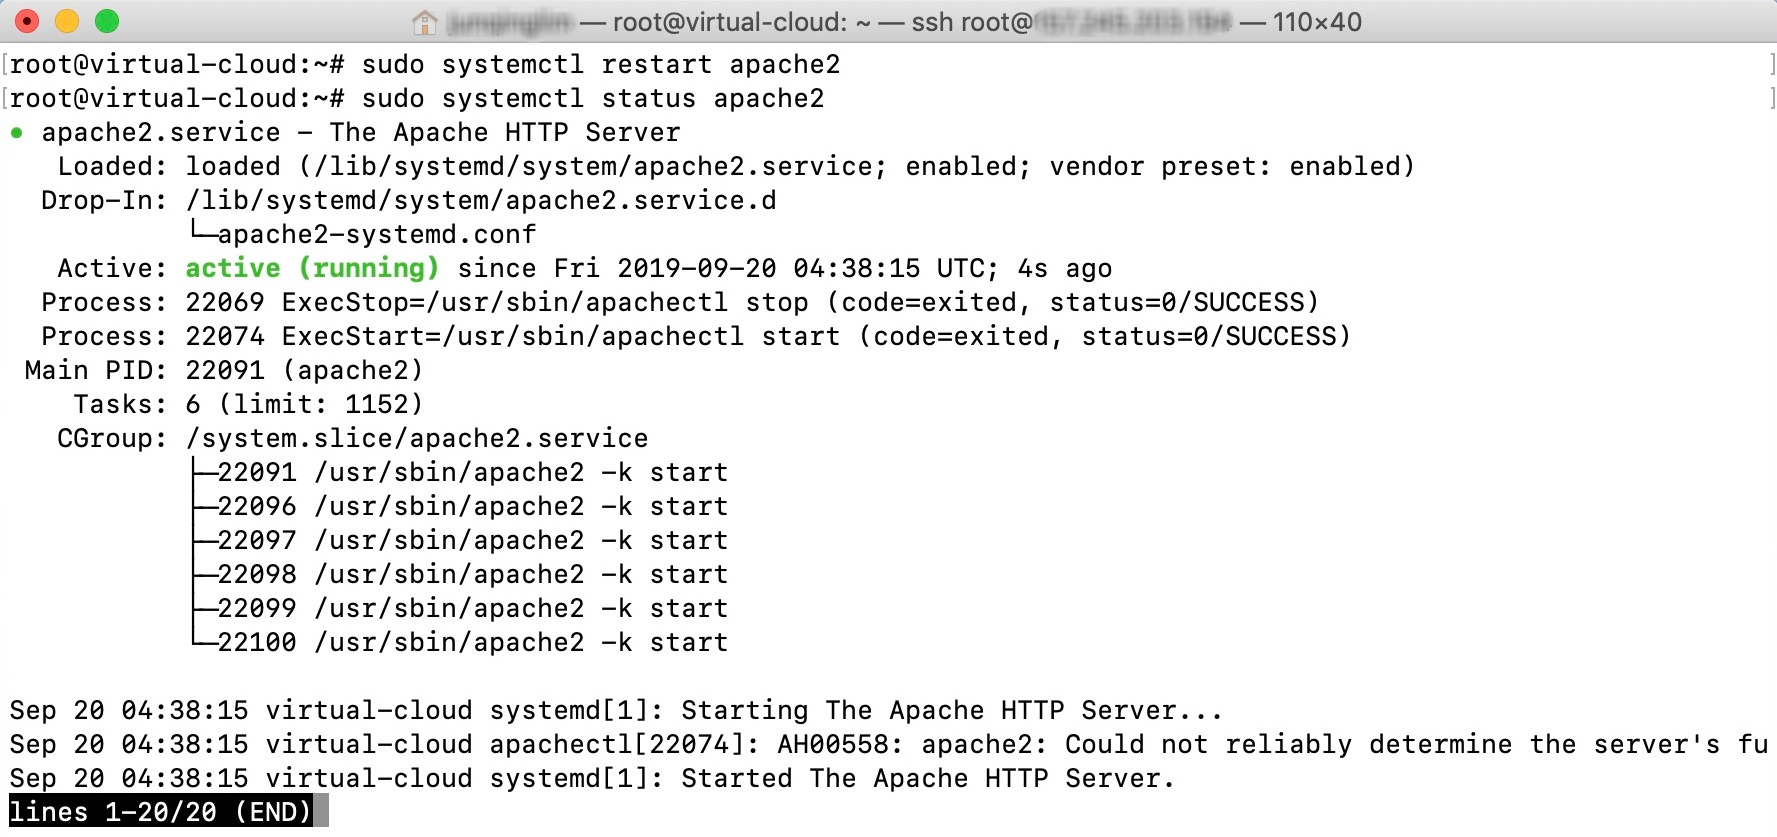 — root@virtual-cloud: ~ — ssh root@ — 110×40
[root@virtual-cloud:~# sudo systemctl restart apache2 ]
[root@virtual-cloud:~# sudo systemctl status apache2 ]
● apache2.service - The Apache HTTP Server
   Loaded: loaded (/lib/systemd/system/apache2.service; enabled; vendor preset: enabled)
  Drop-In: /lib/systemd/system/apache2.service.d
           └─apache2-systemd.conf
   Active: active (running) since Fri 2019-09-20 04:38:15 UTC; 4s ago
  Process: 22069 ExecStop=/usr/sbin/apachectl stop (code=exited, status=0/SUCCESS)
  Process: 22074 ExecStart=/usr/sbin/apachectl start (code=exited, status=0/SUCCESS)
 Main PID: 22091 (apache2)
    Tasks: 6 (limit: 1152)
   CGroup: /system.slice/apache2.service
           ├─22091 /usr/sbin/apache2 -k start
           ├─22096 /usr/sbin/apache2 -k start
           ├─22097 /usr/sbin/apache2 -k start
           ├─22098 /usr/sbin/apache2 -k start
           ├─22099 /usr/sbin/apache2 -k start
           └─22100 /usr/sbin/apache2 -k start
Sep 20 04:38:15 virtual-cloud systemd[1]: Starting The Apache HTTP Server...
Sep 20 04:38:15 virtual-cloud apachectl[22074]: AH00558: apache2: Could not reliably determine the server's fu
Sep 20 04:38:15 virtual-cloud systemd[1]: Started The Apache HTTP Server.
lines 1-20/20 (END)